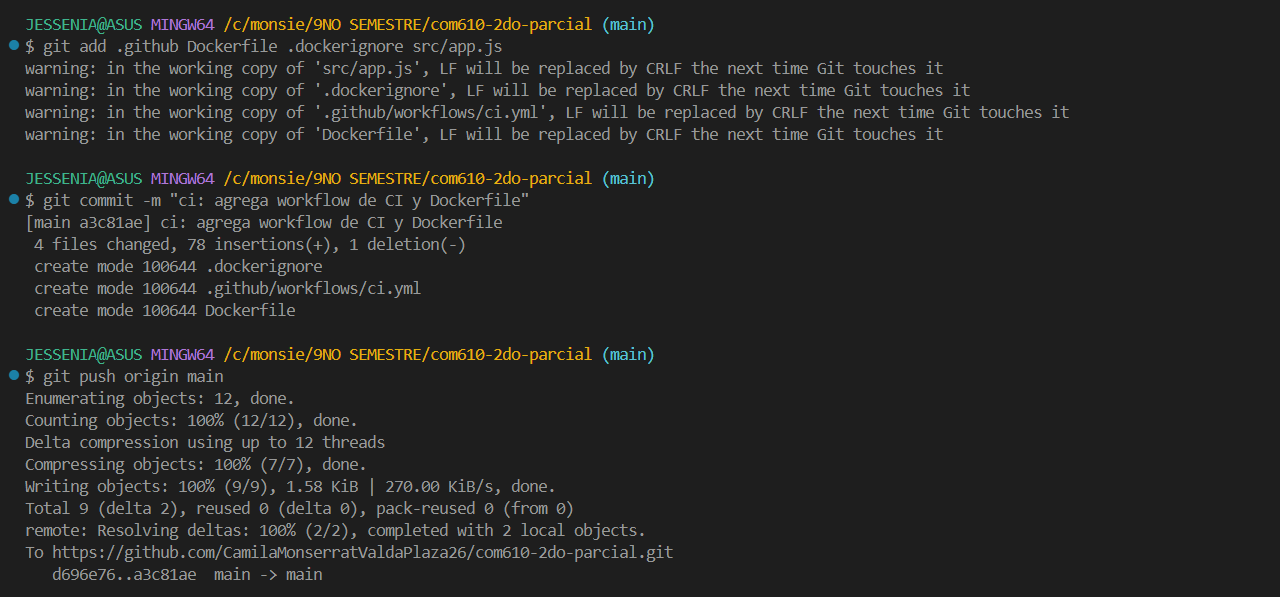 JESSENIA@ASUS MINGW64 /c/monsie/9NO SEMESTRE/com610-2do-parcial (main)
$ git add .github Dockerfile .dockerignore src/app.js
warning: in the working copy of 'src/app.js', LF will be replaced by CRLF the next time Git touches it
warning: in the working copy of '.dockerignore', LF will be replaced by CRLF the next time Git touches it
warning: in the working copy of '.github/workflows/ci.yml', LF will be replaced by CRLF the next time Git touches it
warning: in the working copy of 'Dockerfile', LF will be replaced by CRLF the next time Git touches it
JESSENIA@ASUS MINGW64 /c/monsie/9NO SEMESTRE/com610-2do-parcial (main)
$ git commit -m "ci: agrega workflow de CI y Dockerfile"
[main a3c81ae] ci: agrega workflow de CI y Dockerfile
4 files changed, 78 insertions(+), 1 deletion(-)
create mode 100644 .dockerignore
create mode 100644 .github/workflows/ci.yml
create mode 100644 Dockerfile
JESSENIA@ASUS MINGW64 /c/monsie/9NO SEMESTRE/com610-2do-parcial (main)
$ git push origin main
Enumerating objects: 12, done.
Counting objects: 100% (12/12), done.
Delta compression using up to 12 threads
Compressing objects: 100% (7/7), done.
Writing objects: 100% (9/9), 1.58 KiB | 270.00 KiB/s, done.
Total 9 (delta 2), reused 0 (delta 0), pack-reused 0 (from 0)
remote: Resolving deltas: 100% (2/2), completed with 2 local objects.
To https://github.com/CamilaMonserratValdaPlaza26/com610-2do-parcial.git
d696e76..a3c81ae  main -> main